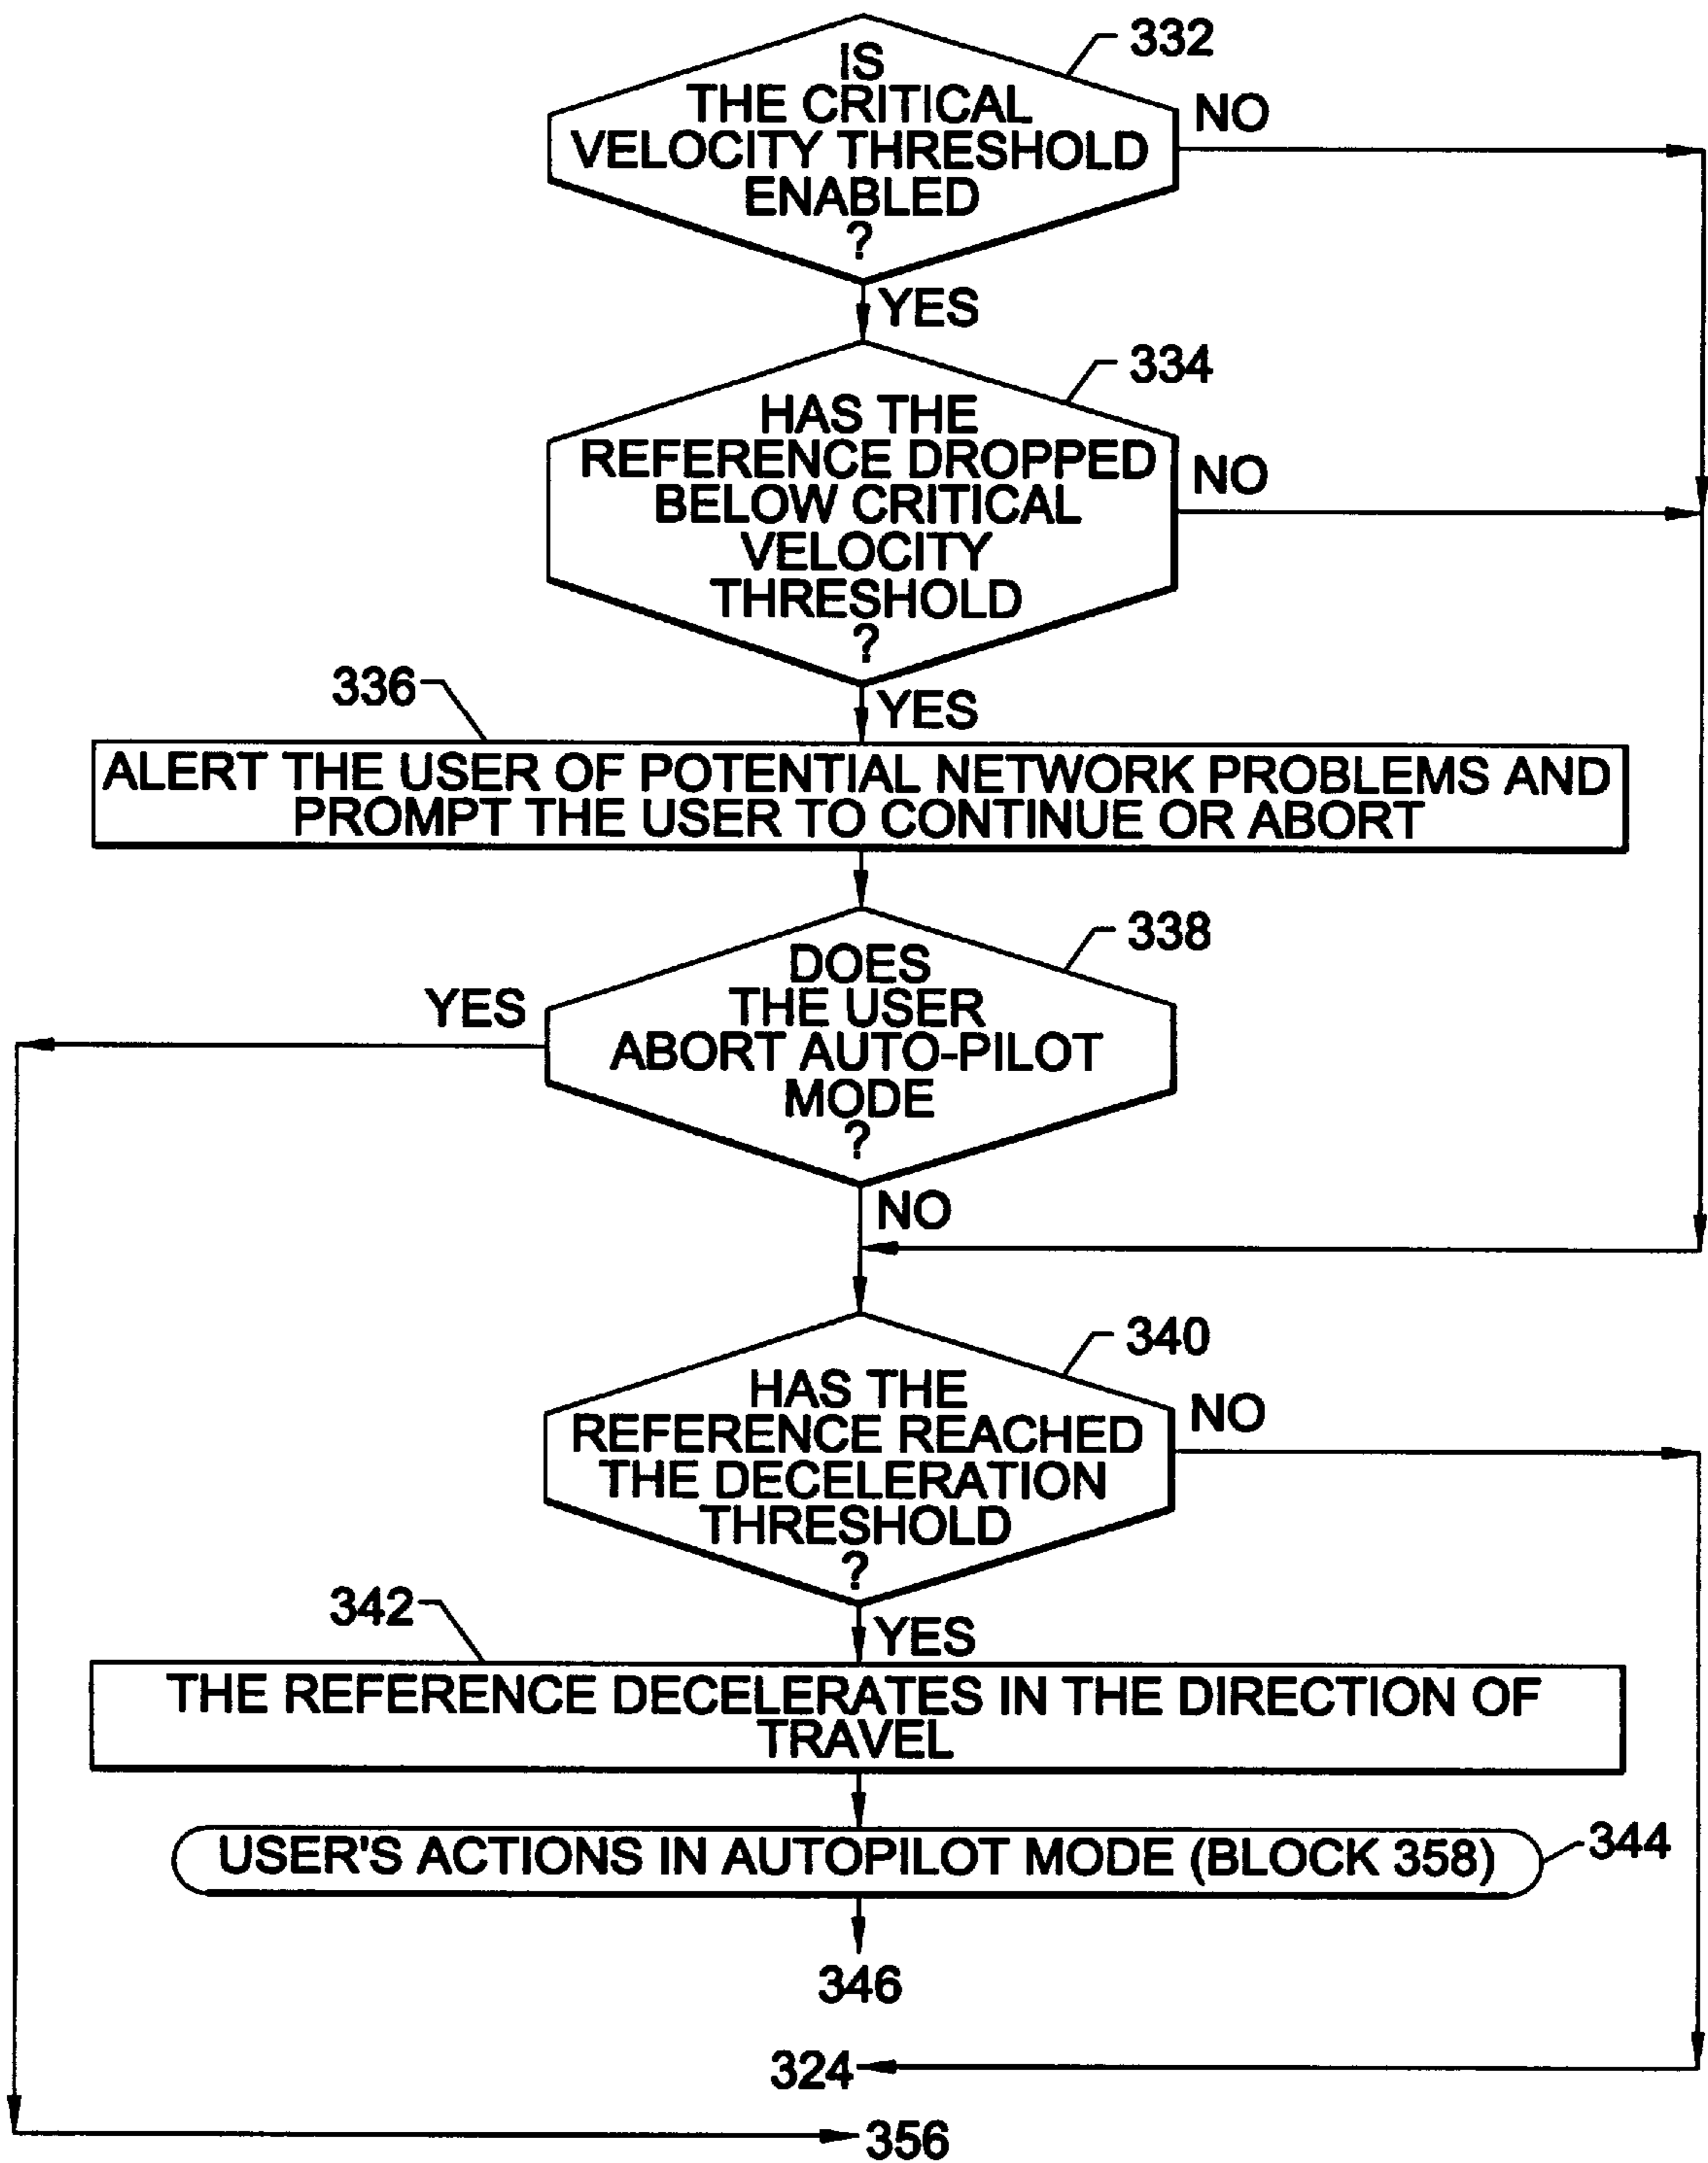 332
IS
THE CRITICAL
VELOCITY THRESHOLD
ENABLED
?
NO
YES
334
HAS THE
REFERENCE DROPPED
BELOW CRITICAL
VELOCITY
THRESHOLD
?
NO
YES
336
ALERT THE USER OF POTENTIAL NETWORK PROBLEMS AND
PROMPT THE USER TO CONTINUE OR ABORT
338
DOES
THE USER
ABORT AUTO-PILOT
MODE
?
YES
NO
340
HAS THE
REFERENCE REACHED
THE DECELERATION
THRESHOLD
?
NO
YES
342
THE REFERENCE DECELERATES IN THE DIRECTION OF
TRAVEL
USER'S ACTIONS IN AUTOPILOT MODE (BLOCK 358)
344
346
324
356